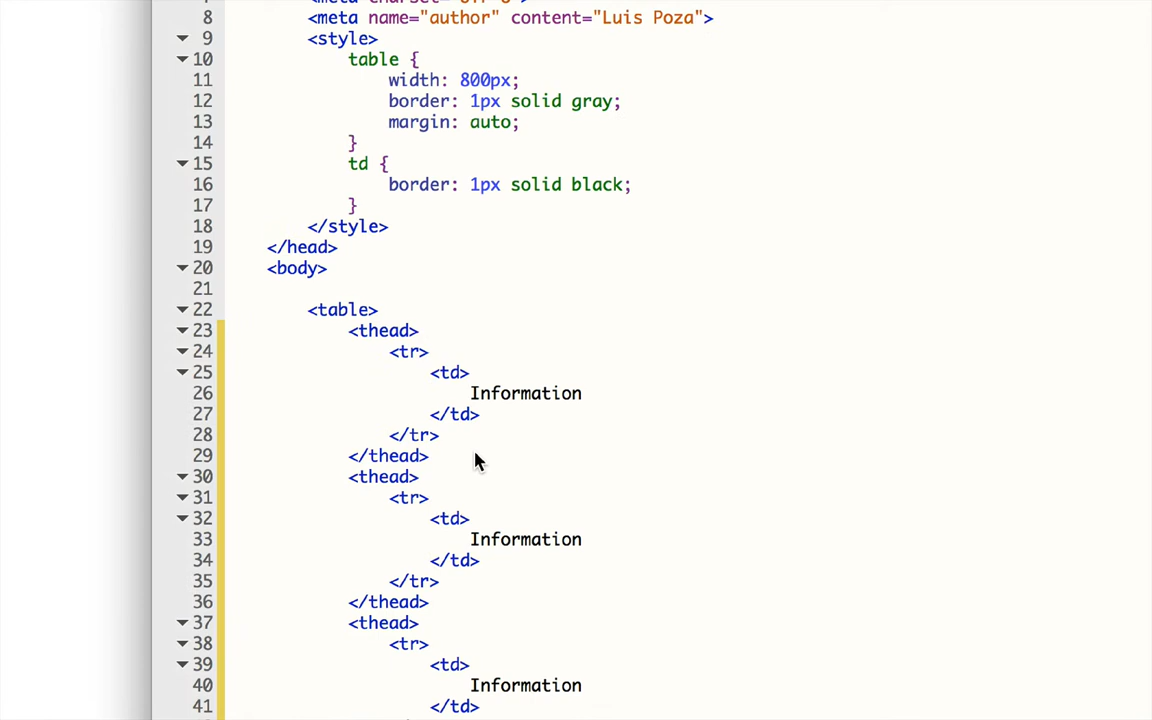 8 <meta name="author" content="Luis Poza">
9 <style>
10 table {
11 width: 800px;
12 border: 1px solid gray;
13 margin: auto;
14 }
15 td {
16 border: 1px solid black;
17 }
18 </style>
19 </head>
20 <body>
21
22 <table>
23 <thead>
24 <tr>
25 <td>
26 Information
27 </td>
28 </tr>
29 </thead>
30 <thead>
31 <tr>
32 <td>
33 Information
34 </td>
35 </tr>
36 </thead>
37 <thead>
38 <tr>
39 <td>
40 Information
41 </td>